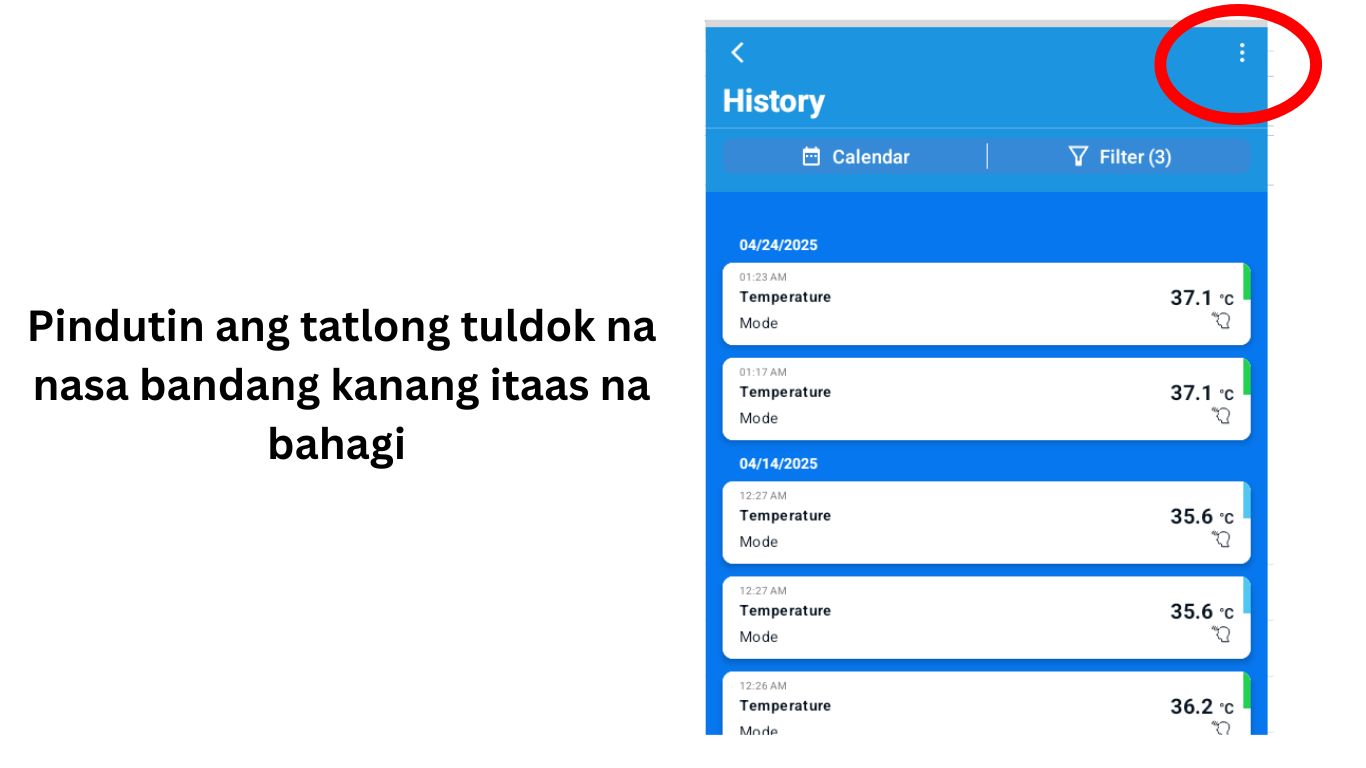 Pindutin ang tatlong tuldok na
nasa bandang kanang itaas na
bahagi
History
Calendar
Filter (3)
04/24/2025
01:23 AM
Temperature
37.1 °C
Mode
01:17 AM
Temperature
37.1 °C
Mode
04/14/2025
12:27 AM
Temperature
35.6 °C
Mode
12:27 AM
Temperature
35.6 °C
Mode
12:26 AM
Temperature
36.2 °C
Mode